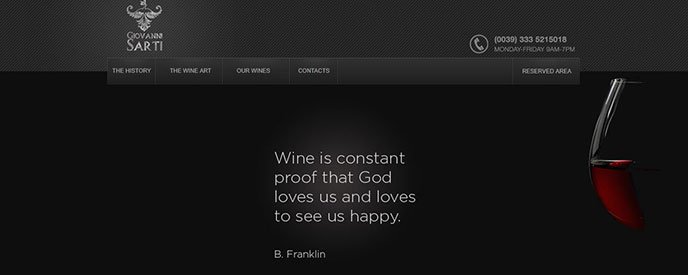 GIOVANNI
SARTI
(0039) 333 5215018
MONDAY-FRIDAY 9AM-7PM
THE HISTORY
THE WINE ART
OUR WINES
CONTACTS
RESERVED AREA
Wine is constant
proof that God
loves us and loves
to see us happy.
B. Franklin